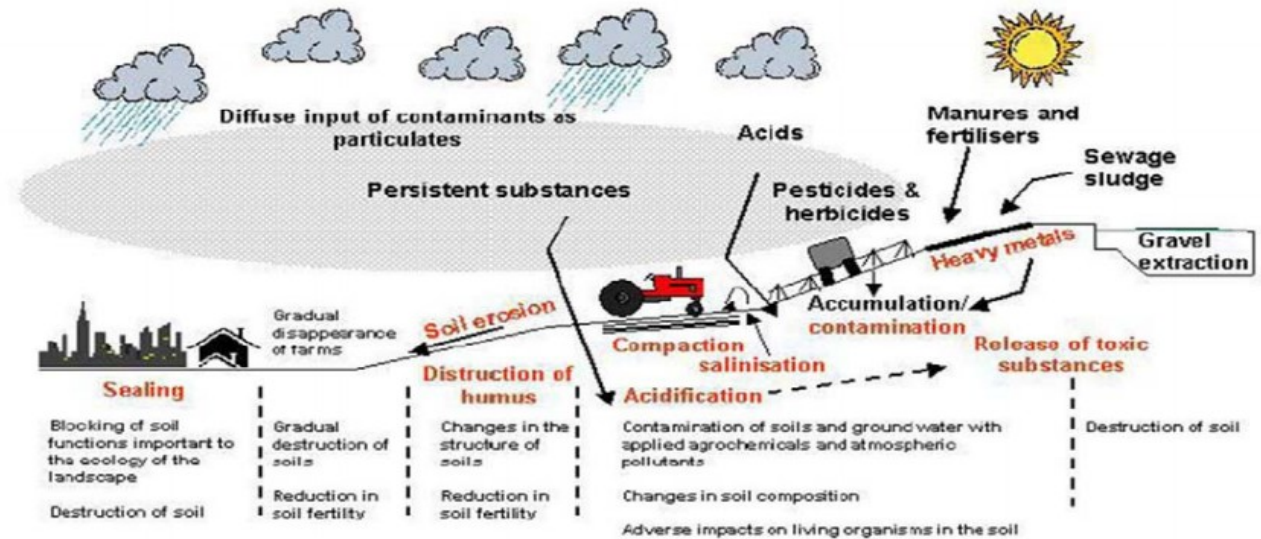 Diffuse input of contaminants as
particulates
Acids
Manures and
fertilisers
Sewage
sludge
Persistent substances
Pesticides &
herbicides
Heavy metals
Gravel
extraction
Accumulation/
contamination
Gradual
disappearance
of farms
Soil erosion
Compaction
salinisation
Release of toxic
substances
Sealing
Distruction of
humus
Acidification
Blocking of soil
functions important to
the ecology of the
landscape
Destruction of soil
Gradual
destruction of
soils
Reduction in
soil fertility
Changes in the
structure of
soils
Reduction in
soil fertility
Contamination of soils and ground water with
applied agrochemicals and atmospheric
pollutants
Changes in soil composition
Adverse impacts on living organisms in the soil
Destruction of soil